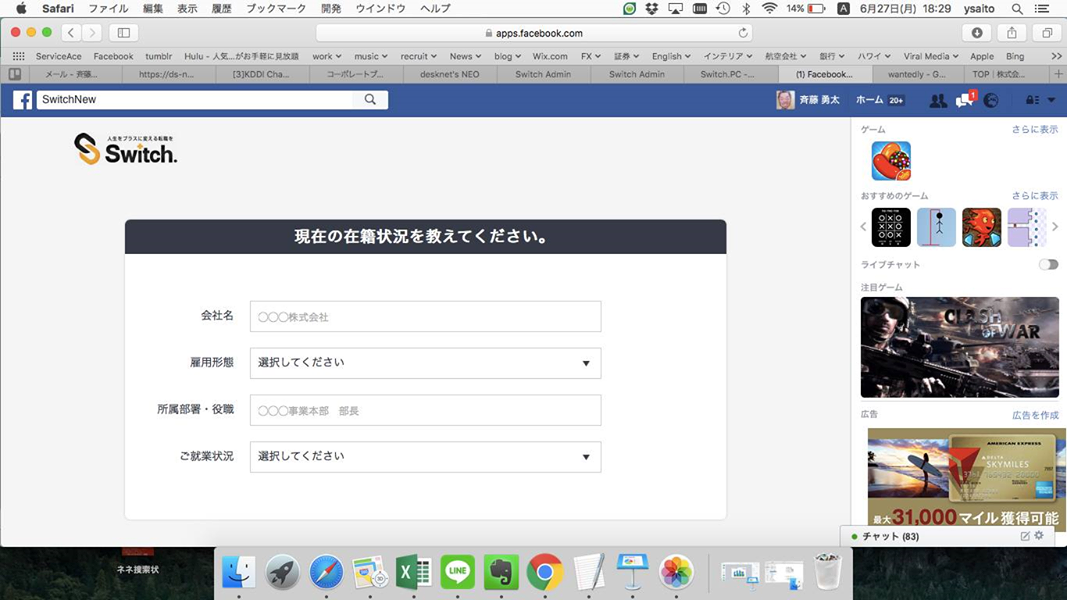 Safari ファイル 編集 表示 履歴 ブックマーク 開発 ウインドウ ヘルプ 14% A 6月27日(月) 18:29 ysaito
apps.facebook.com
ServiceAce Facebook tumblr Hulu - 人気...がお手軽に見放題 work music recruit News blog Wix.com FX 証券 English インテリア 航空会社 銀行 ハワイ Viral Media Apple Bing
メール - 斉藤... https://ds-n... [3]KDDI Cha... コーポレートブ... desknet's NEO Switch Admin Switch Admin Switch.PC -... (1) Facebook... wantedly - G... TOP｜株式会...
SwitchNew
斉藤 勇太 ホーム 20+ 1
人生をプラスに変える転職を
Switch.
現在の在籍状況を教えてください。
会社名 〇〇〇株式会社
雇用形態 選択してください
所属部署・役職 〇〇〇事業本部 部長
ご就業状況 選択してください
ゲーム さらに表示
おすすめのゲーム さらに表示
ライブチャット
注目ゲーム
CLASH OF WAR
広告 広告を作成
AMERICAN EXPRESS
DELTA
SKYMILES
最大31,000マイル獲得可能
チャット (83)
ネネ捜索状
LINE